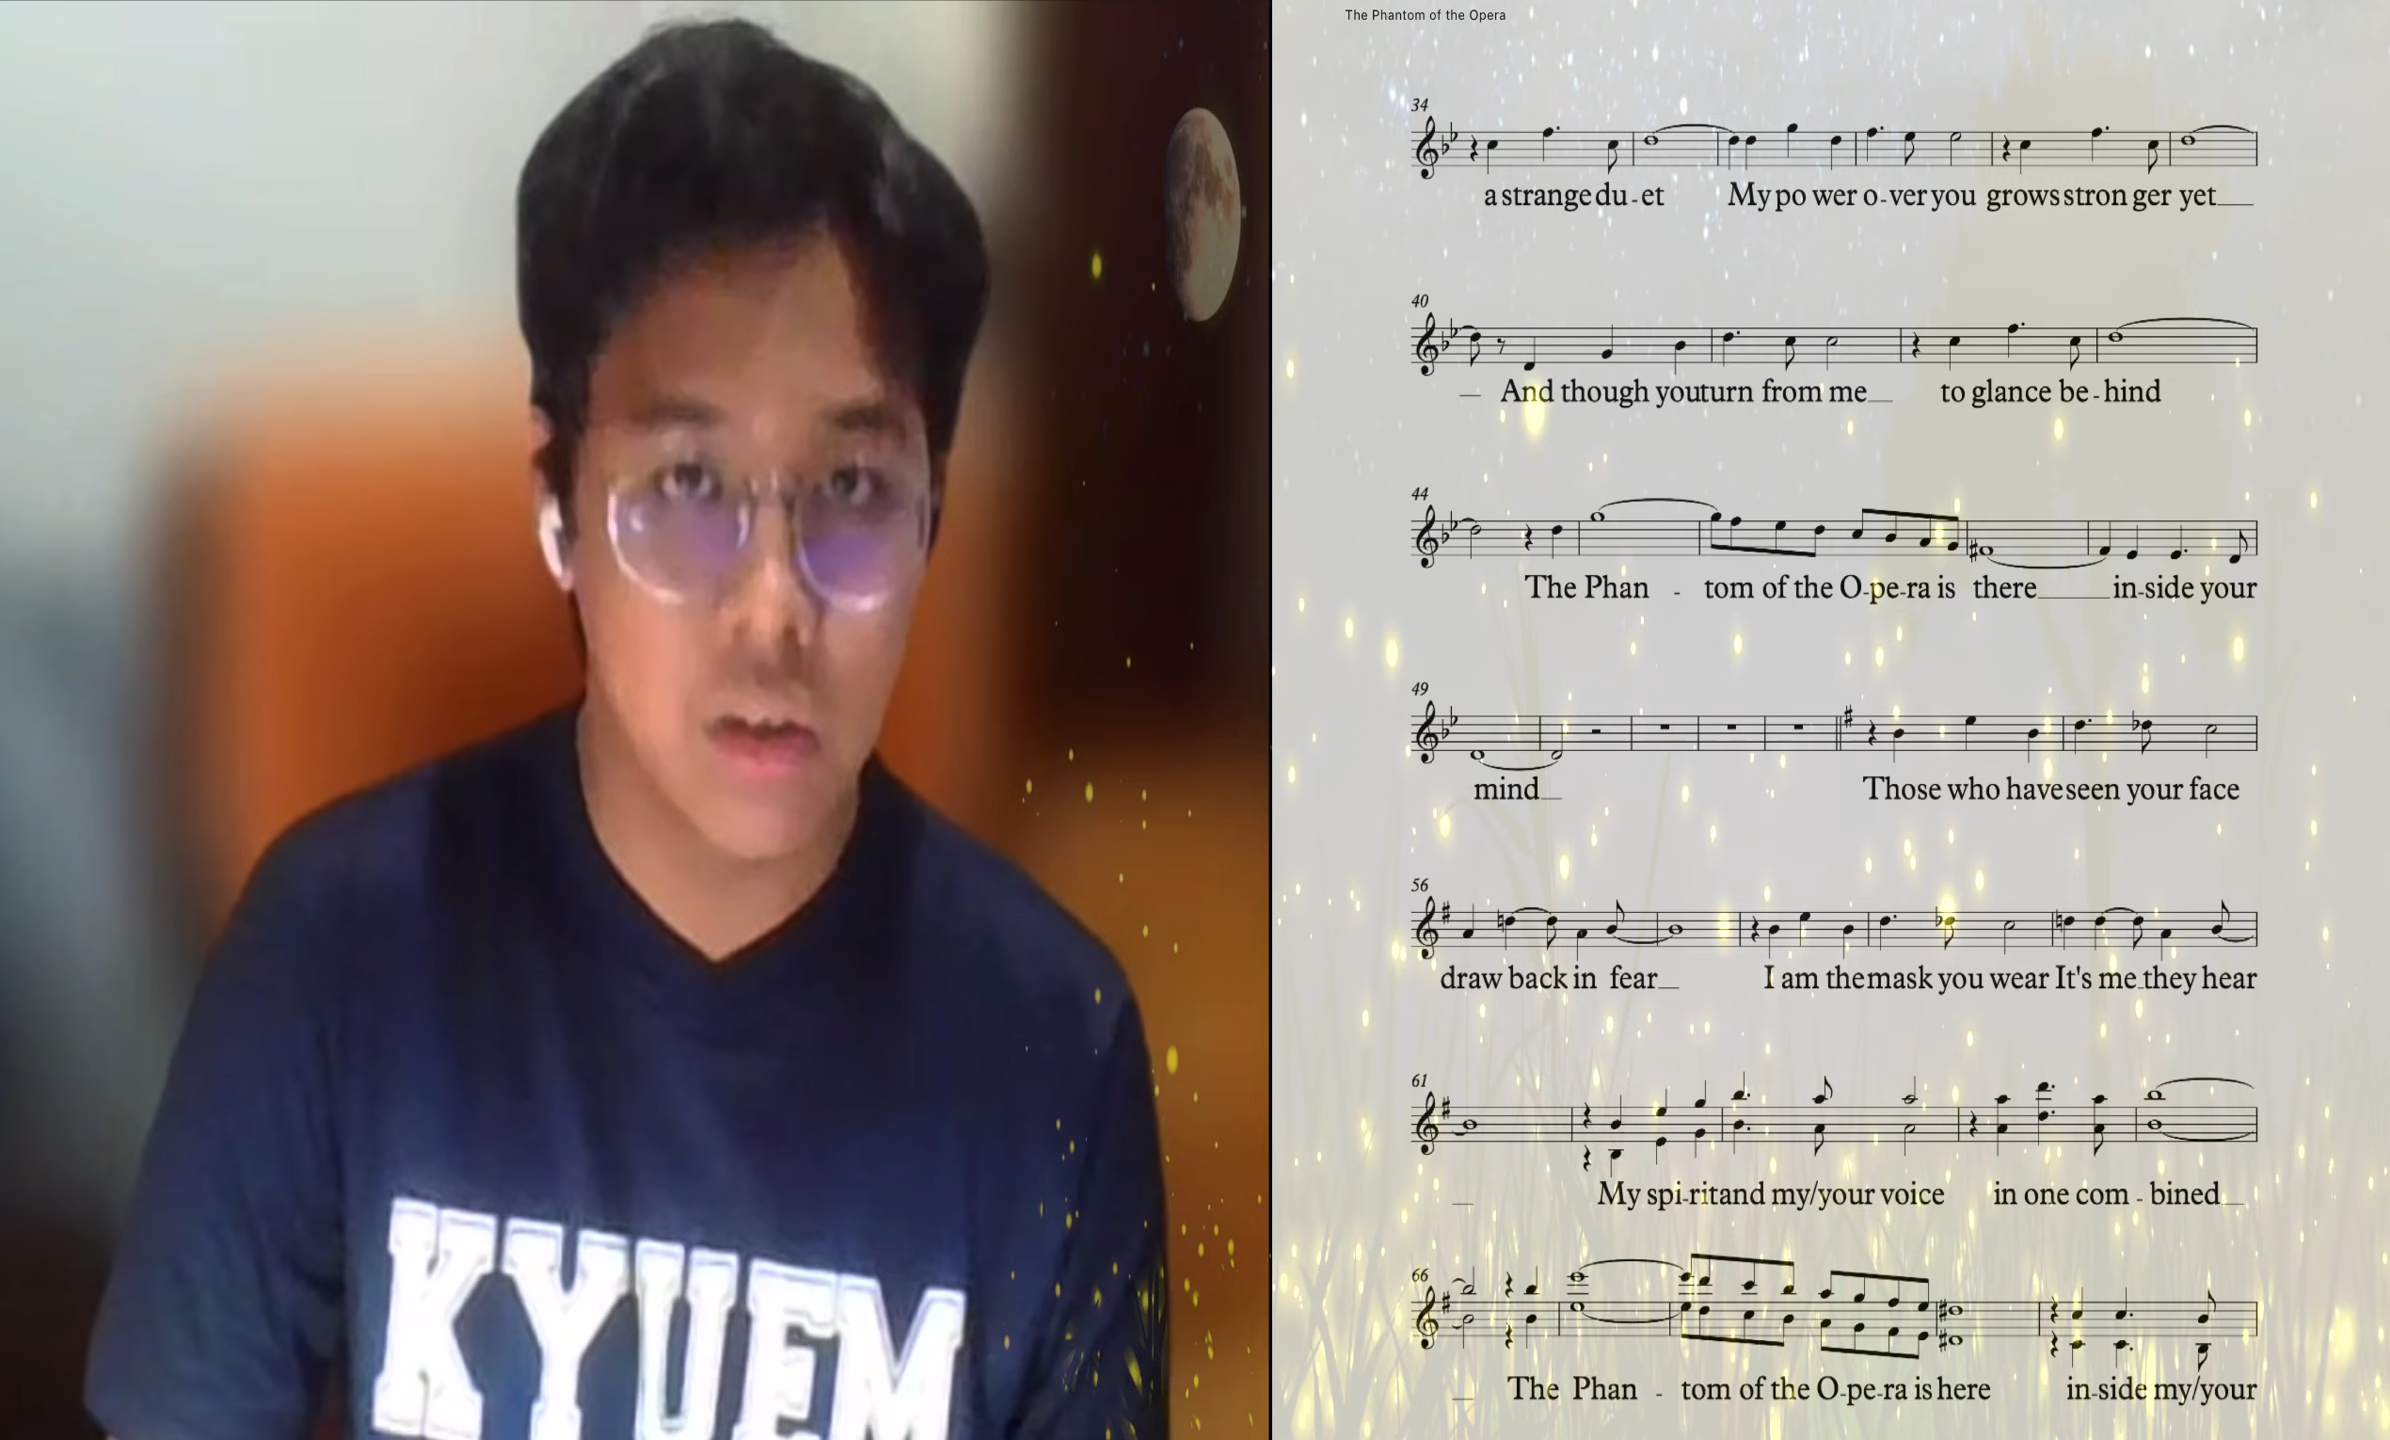 The Phantom of the Opera
34
a strange du-et My po wer o-ver you grows stron ger yet
40
And though you turn from me to glance be-hind
44
The Phan - tom of the O-pe-ra is there in-side your
49
mind Those who have seen your face
56
draw back in fear I am the mask you wear It's me they hear
61
My spi-rit and my/your voice in one com-bined
66
The Phan - tom of the O-pe-ra is here in-side my/your
KYUEM